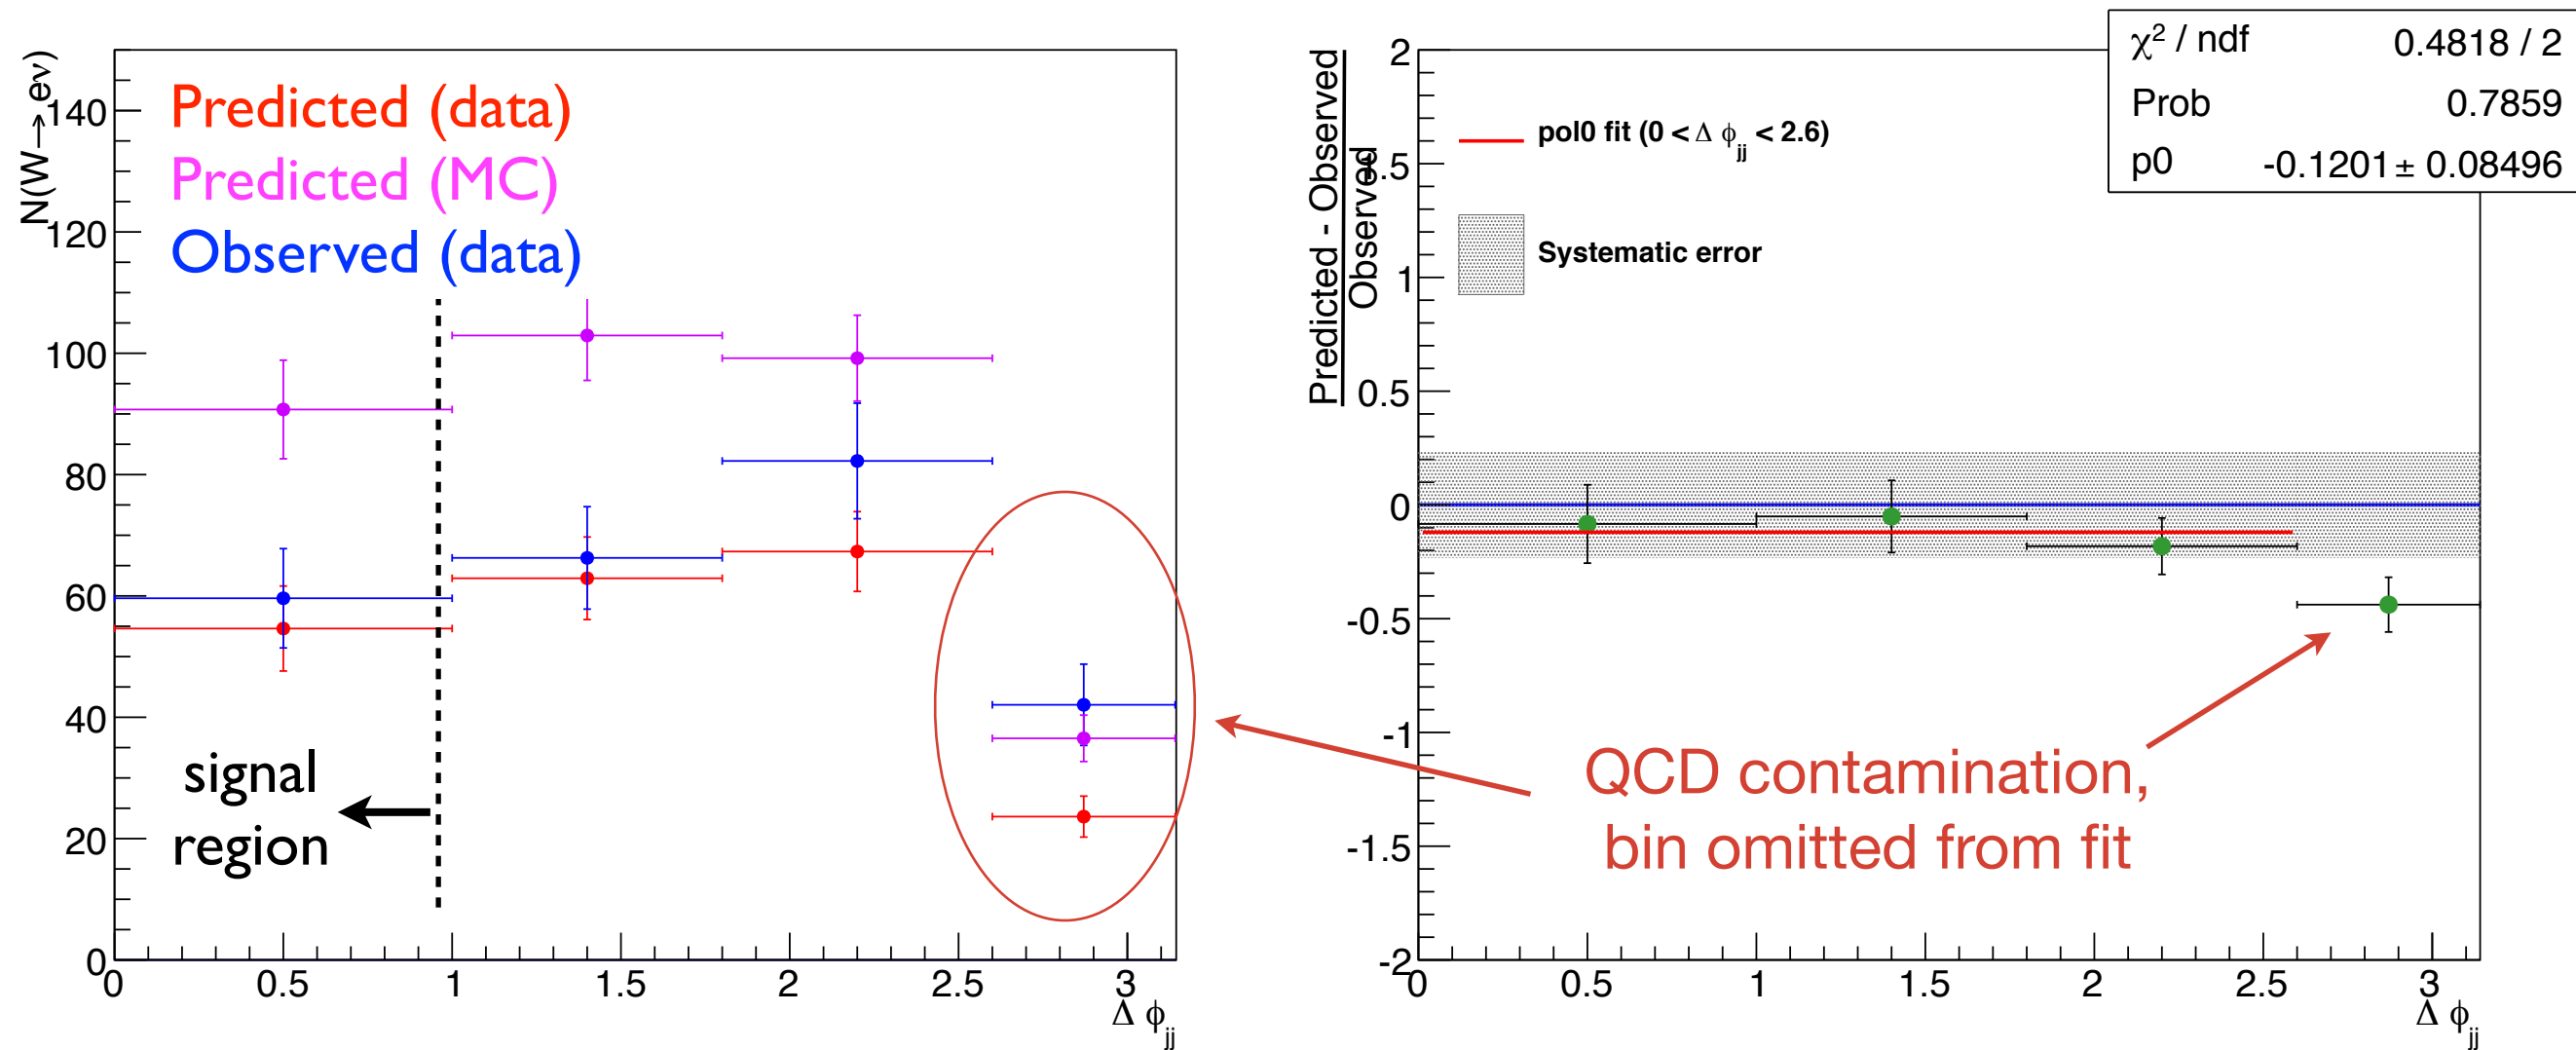 N(W→eν)
140
120
100
80
60
40
20
0
Predicted (data)
Predicted (MC)
Observed (data)
signal
region
0 0.5 1 1.5 2 2.5 3
Δ ϕjj
Predicted - Observed
Observed
2
1.5
1
0.5
0
-0.5
-1
-1.5
-2
pol0 fit (0 < Δ ϕjj < 2.6)
Systematic error
χ² / ndf 0.4818 / 2
Prob 0.7859
p0 -0.1201 ± 0.08496
QCD contamination,
bin omitted from fit
0 0.5 1 1.5 2 2.5 3
Δ ϕjj